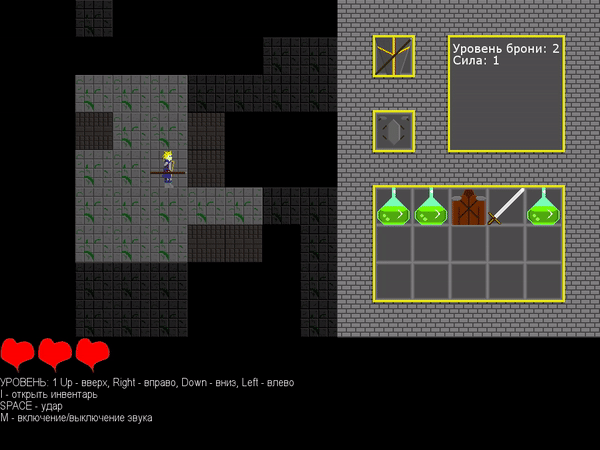 Уровень брони: 2
Сила: 1
УРОВЕНЬ: 1 Up - вверх, Right - вправо, Down - вниз, Left - влево
I - открыть инвентарь
SPACE - удар
M - включение/выключение звука